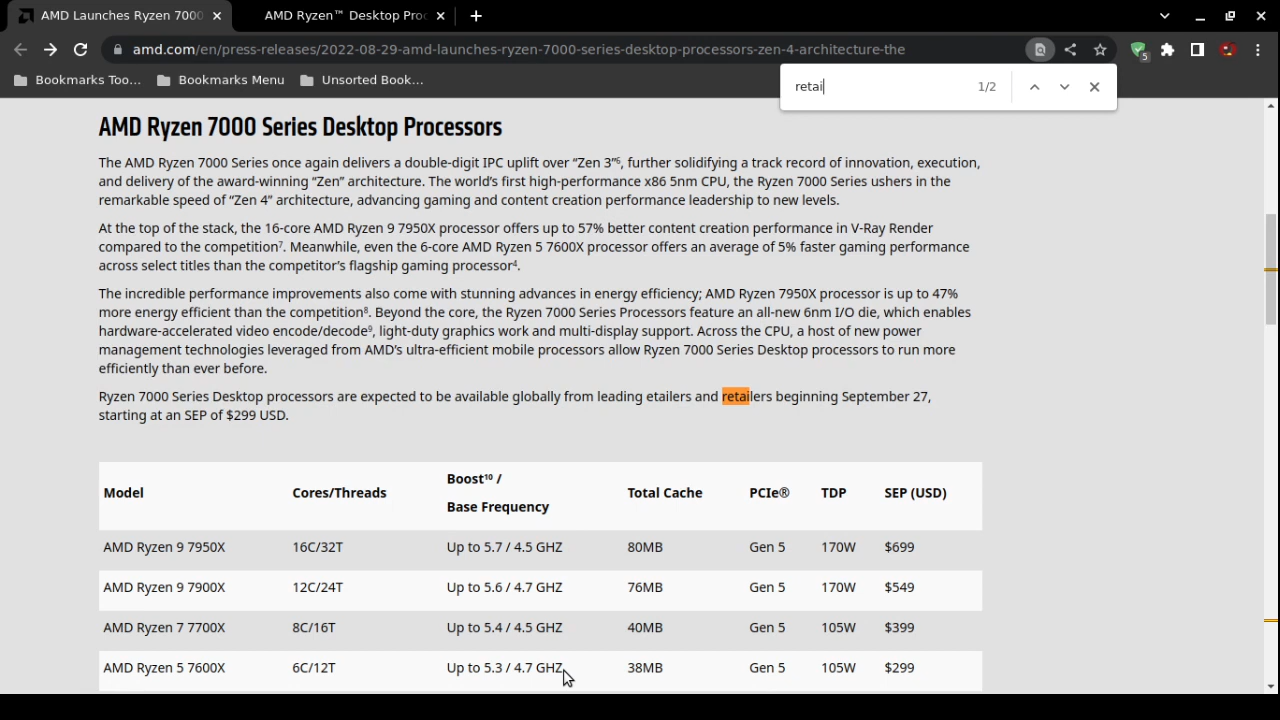 AMD Launches Ryzen 7000
AMD Ryzen™ Desktop Pro
amd.com/en/press-releases/2022-08-29-amd-launches-ryzen-7000-series-desktop-processors-zen-4-architecture-the
5
Bookmarks Too...
Bookmarks Menu
Unsorted Book...
retai
1/2
AMD Ryzen 7000 Series Desktop Processors
The AMD Ryzen 7000 Series once again delivers a double-digit IPC uplift over “Zen 3”⁶, further solidifying a track record of innovation, execution,
and delivery of the award-winning “Zen” architecture. The world’s first high-performance x86 5nm CPU, the Ryzen 7000 Series ushers in the
remarkable speed of “Zen 4” architecture, advancing gaming and content creation performance leadership to new levels.
At the top of the stack, the 16-core AMD Ryzen 9 7950X processor offers up to 57% better content creation performance in V-Ray Render
compared to the competition⁷. Meanwhile, even the 6-core AMD Ryzen 5 7600X processor offers an average of 5% faster gaming performance
across select titles than the competitor’s flagship gaming processor⁴.
The incredible performance improvements also come with stunning advances in energy efficiency; AMD Ryzen 7950X processor is up to 47%
more energy efficient than the competition⁸. Beyond the core, the Ryzen 7000 Series Processors feature an all-new 6nm I/O die, which enables
hardware-accelerated video encode/decode⁹, light-duty graphics work and multi-display support. Across the CPU, a host of new power
management technologies leveraged from AMD’s ultra-efficient mobile processors allow Ryzen 7000 Series Desktop processors to run more
efficiently than ever before.
Ryzen 7000 Series Desktop processors are expected to be available globally from leading etailers and retailers beginning September 27,
starting at an SEP of $299 USD.
Model Cores/Threads Boost¹⁰ / Base Frequency Total Cache PCIe® TDP SEP (USD)
AMD Ryzen 9 7950X 16C/32T Up to 5.7 / 4.5 GHZ 80MB Gen 5 170W $699
AMD Ryzen 9 7900X 12C/24T Up to 5.6 / 4.7 GHZ 76MB Gen 5 170W $549
AMD Ryzen 7 7700X 8C/16T Up to 5.4 / 4.5 GHZ 40MB Gen 5 105W $399
AMD Ryzen 5 7600X 6C/12T Up to 5.3 / 4.7 GHZ 38MB Gen 5 105W $299